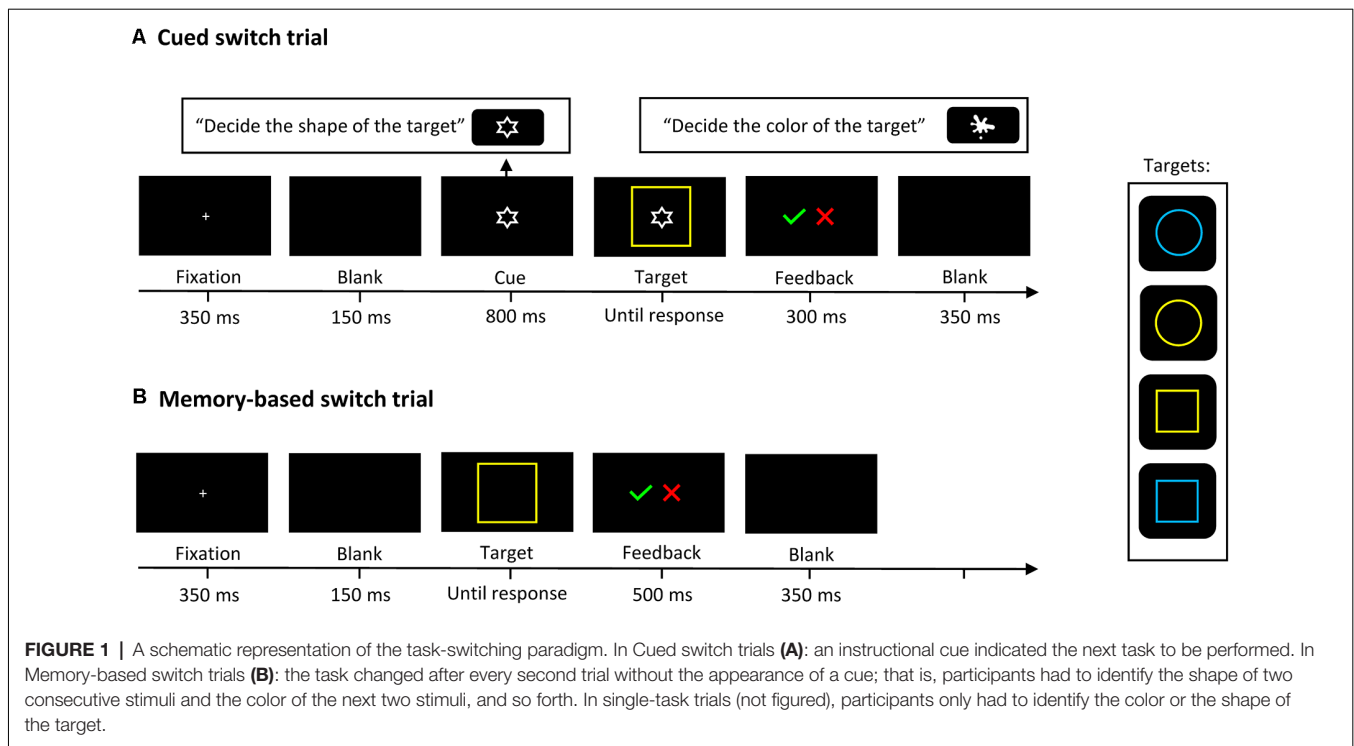 A Cued switch trial
“Decide the shape of the target”
“Decide the color of the target”
Targets:
+
Fixation Blank Cue Target Feedback Blank
350 ms 150 ms 800 ms Until response 300 ms 350 ms
B Memory-based switch trial
+
Fixation Blank Target Feedback Blank
350 ms 150 ms Until response 500 ms 350 ms
FIGURE 1 | A schematic representation of the task-switching paradigm. In Cued switch trials (A): an instructional cue indicated the next task to be performed. In
Memory-based switch trials (B): the task changed after every second trial without the appearance of a cue; that is, participants had to identify the shape of two
consecutive stimuli and the color of the next two stimuli, and so forth. In single-task trials (not figured), participants only had to identify the color or the shape of
the target.